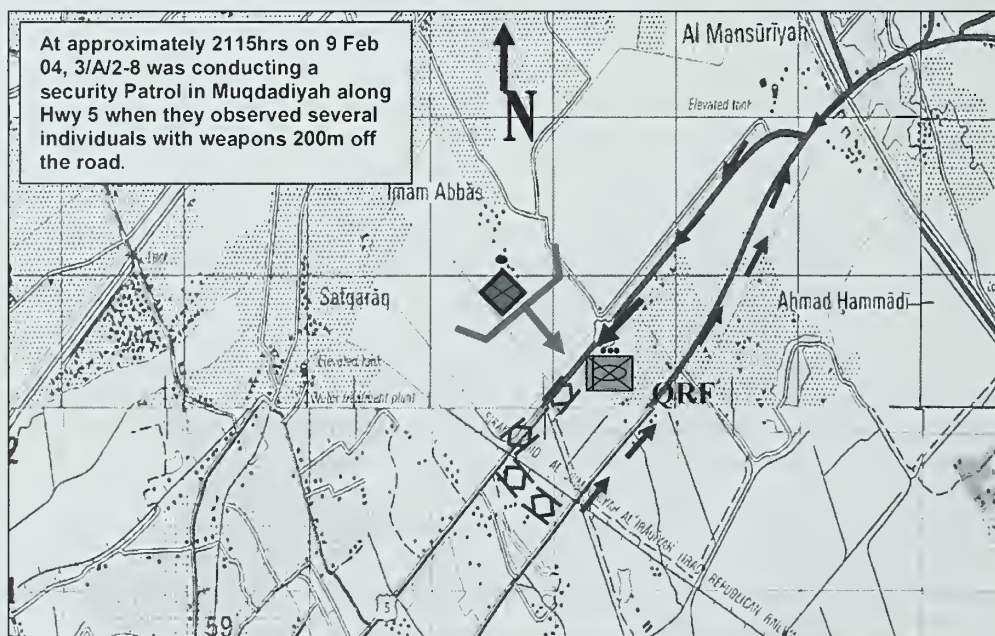 At approximately 2115hrs on 9 Feb
04, 3/A/2-8 was conducting a
security Patrol in Muqdadiyah along
Hwy 5 when they observed several
individuals with weapons 200m off
the road.
N
Al Mansūrīyah
Elevated tank
Imām Abbās
Ahmad Ḩammādī
Elevated tank
Water treatment plant
QRF
REPUBLICAN
5
59